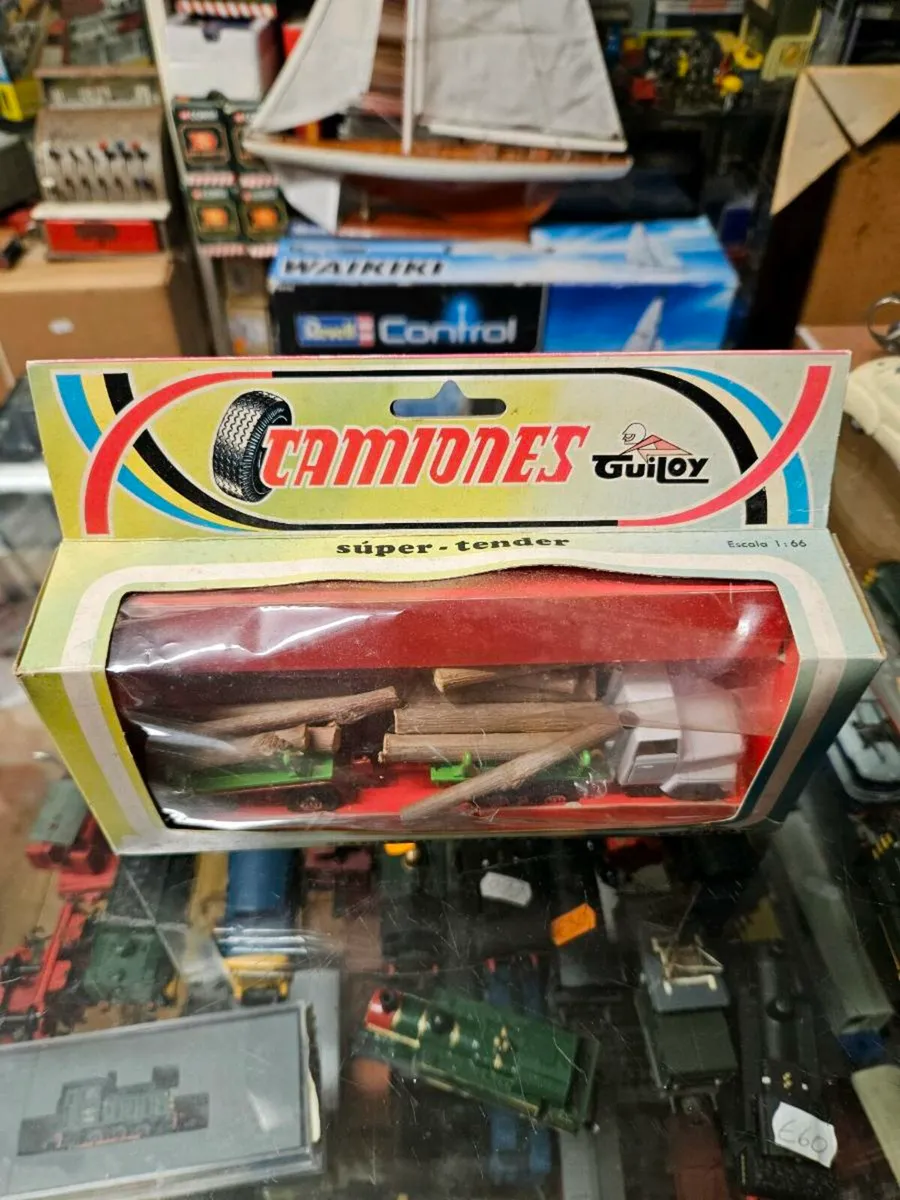 WAIKIKI
Revell Control
CAMIONES
GUILOY
súper-tender
Escala 1:66
£60